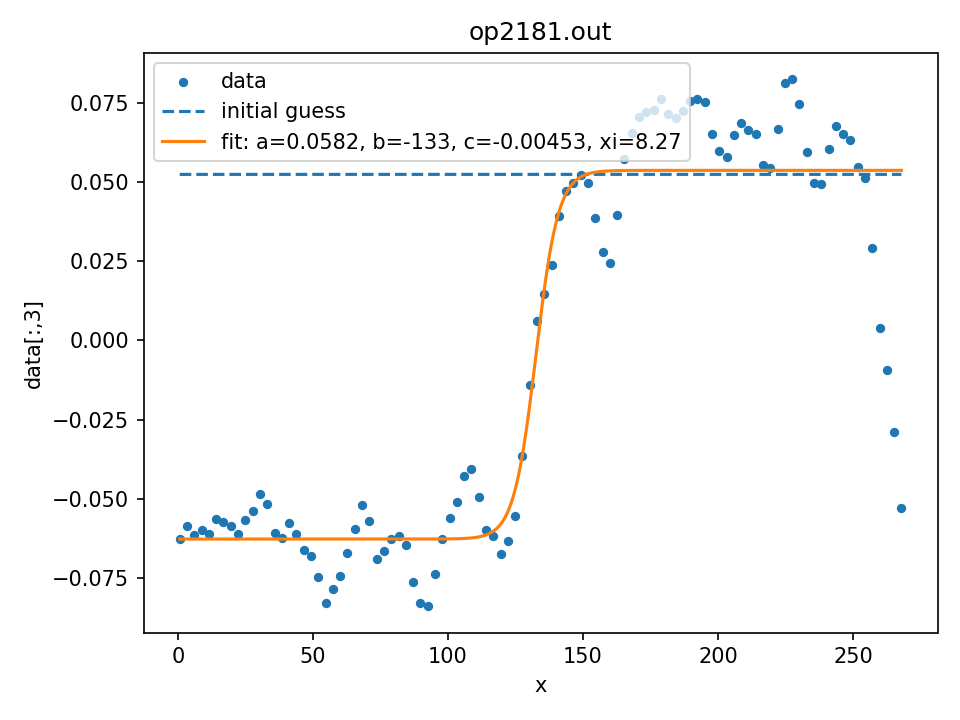 op2181.out
data
initial guess
fit: a=0.0582, b=-133, c=-0.00453, xi=8.27
0.075
0.050
0.025
0.000
−0.025
−0.050
−0.075
data[:,3]
0
50
100
150
200
250
x